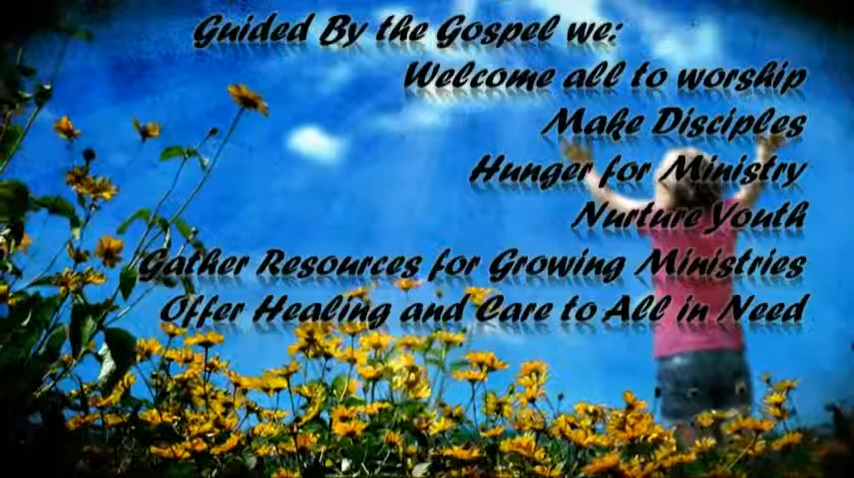 Guided By the Gospel we:
Welcome all to worship
Make Disciples
Hunger for Ministry
Nurture Youth
Gather Resources for Growing Ministries
Offer Healing and Care to All in Need